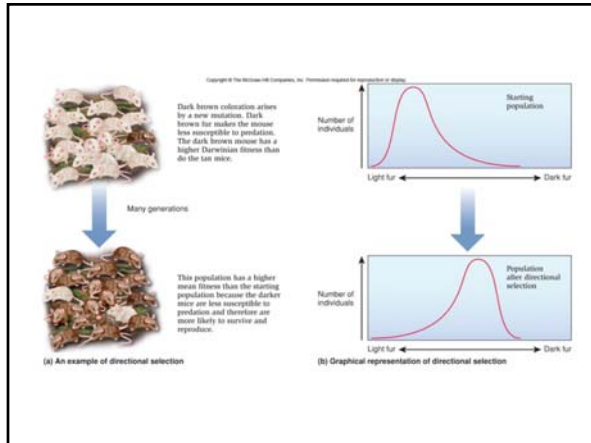 Copyright © The McGraw-Hill Companies, Inc. Permission required for reproduction or display.
Dark brown coloration arises
by a new mutation. Dark
brown fur makes the mouse
less susceptible to predation.
The dark brown mouse has a
higher Darwinian fitness than
do the tan mice.
Many generations
This population has a higher
mean fitness than the starting
population because the darker
mice are less susceptible to
predation and therefore are
more likely to survive and
reproduce.
(a) An example of directional selection
Starting
population
Number of
individuals
Light fur
Dark fur
Population
after directional
selection
Number of
individuals
Light fur
Dark fur
(b) Graphical representation of directional selection